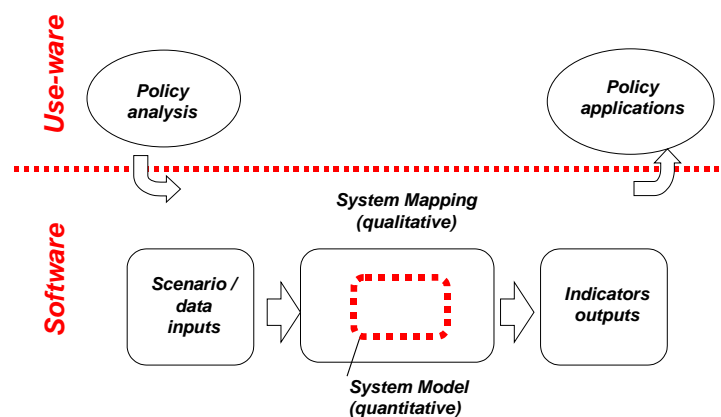 Use-ware
Policy
analysis
Policy
applications
System Mapping
(qualitative)
Software
Scenario /
data
inputs
Indicators
outputs
System Model
(quantitative)